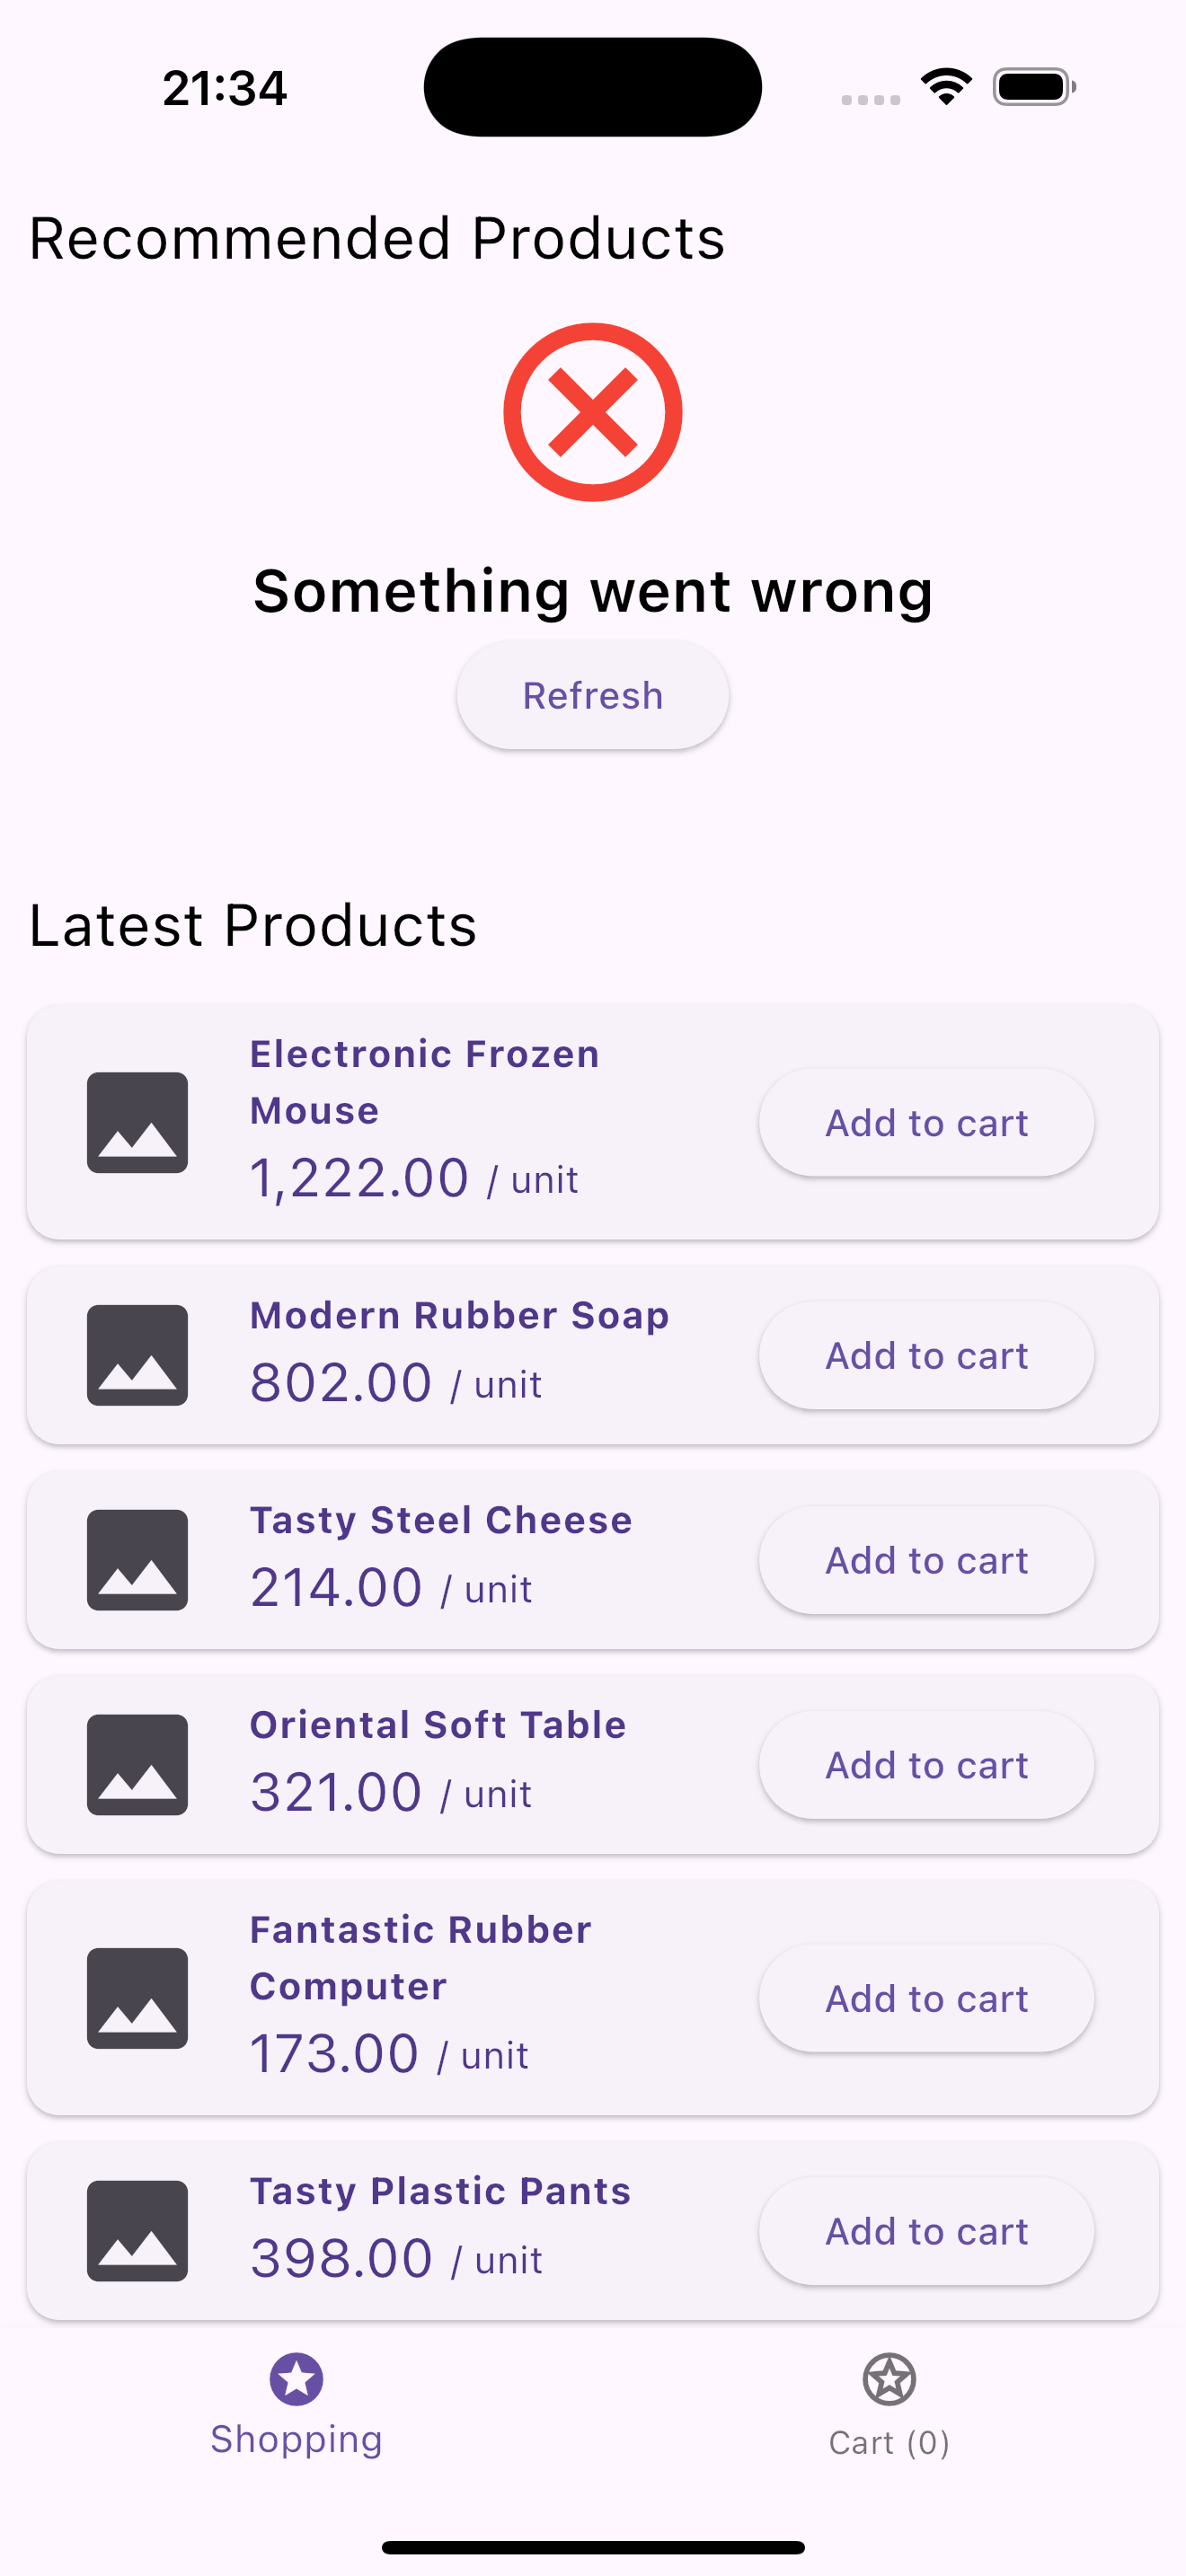 21:34
Recommended Products
Something went wrong
Refresh
Latest Products
Electronic Frozen
Mouse
1,222.00 / unit
Add to cart
Modern Rubber Soap
802.00 / unit
Add to cart
Tasty Steel Cheese
214.00 / unit
Add to cart
Oriental Soft Table
321.00 / unit
Add to cart
Fantastic Rubber
Computer
173.00 / unit
Add to cart
Tasty Plastic Pants
398.00 / unit
Add to cart
Shopping
Cart (0)